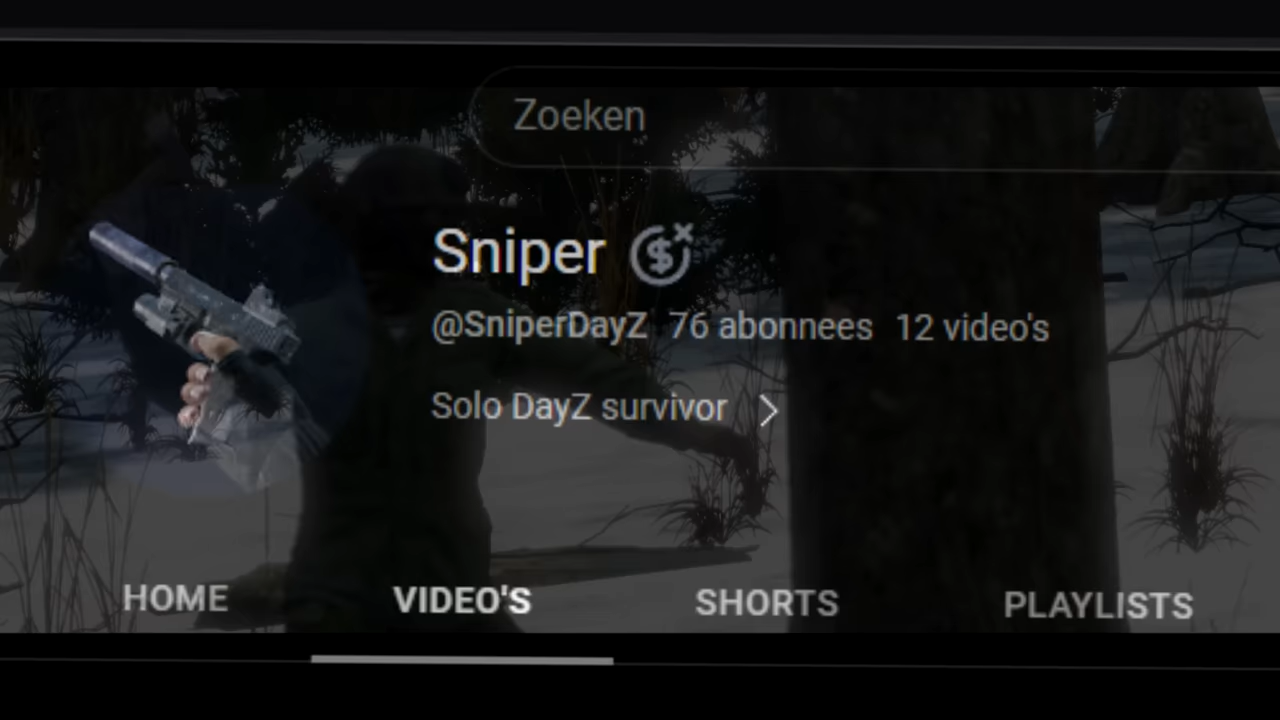 Zoeken
Sniper
@SniperDayZ 76 abonnees 12 video's
Solo DayZ survivor
HOME VIDEO'S SHORTS PLAYLISTS